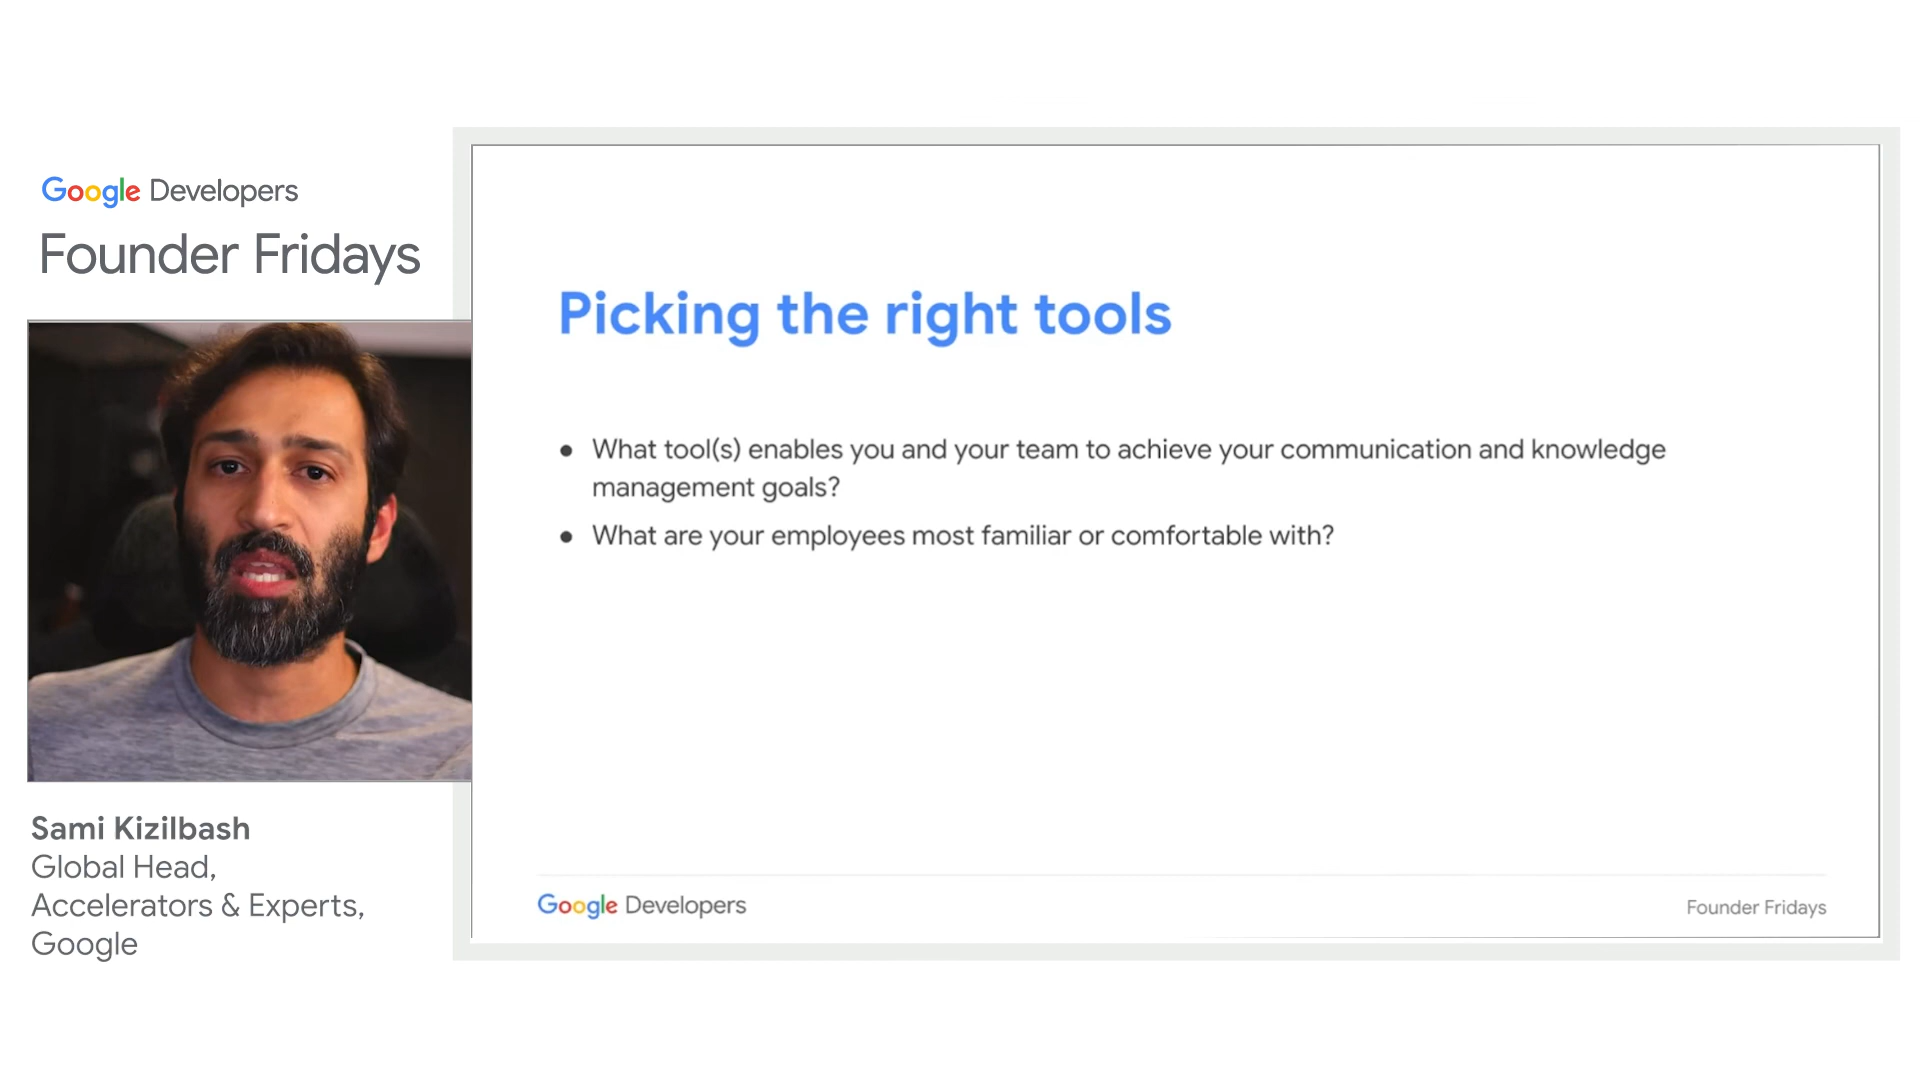 Google Developers
Founder Fridays
Sami Kizilbash
Global Head,
Accelerators & Experts,
Google
Picking the right tools
● What tool(s) enables you and your team to achieve your communication and knowledge
management goals?
● What are your employees most familiar or comfortable with?
Google Developers
Founder Fridays